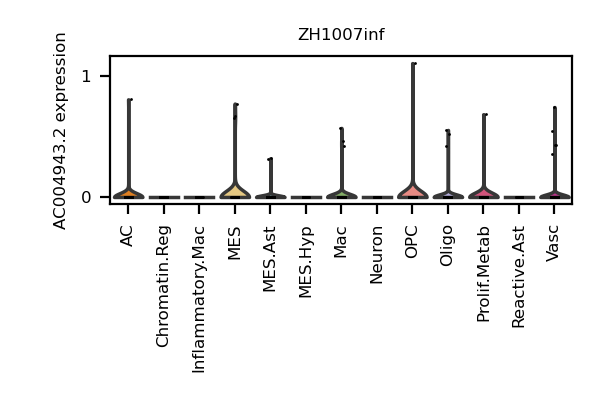 ZH1007inf
AC004943.2 expression
1
0
AC
Chromatin.Reg
Inflammatory.Mac
MES
MES.Ast
MES.Hyp
Mac
Neuron
OPC
Oligo
Prolif.Metab
Reactive.Ast
Vasc